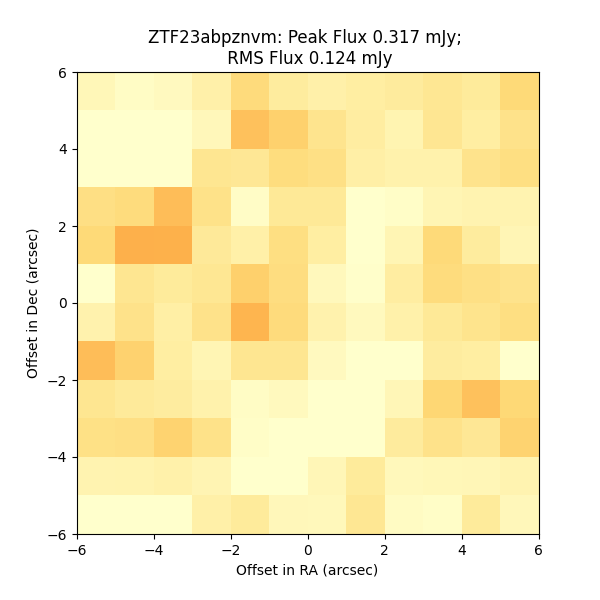 ZTF23abpznvm: Peak Flux 0.317 mJy;
RMS Flux 0.124 mJy
6
4
2
0
−2
−4
−6
Offset in Dec (arcsec)
−6 −4 −2 0 2 4 6
Offset in RA (arcsec)